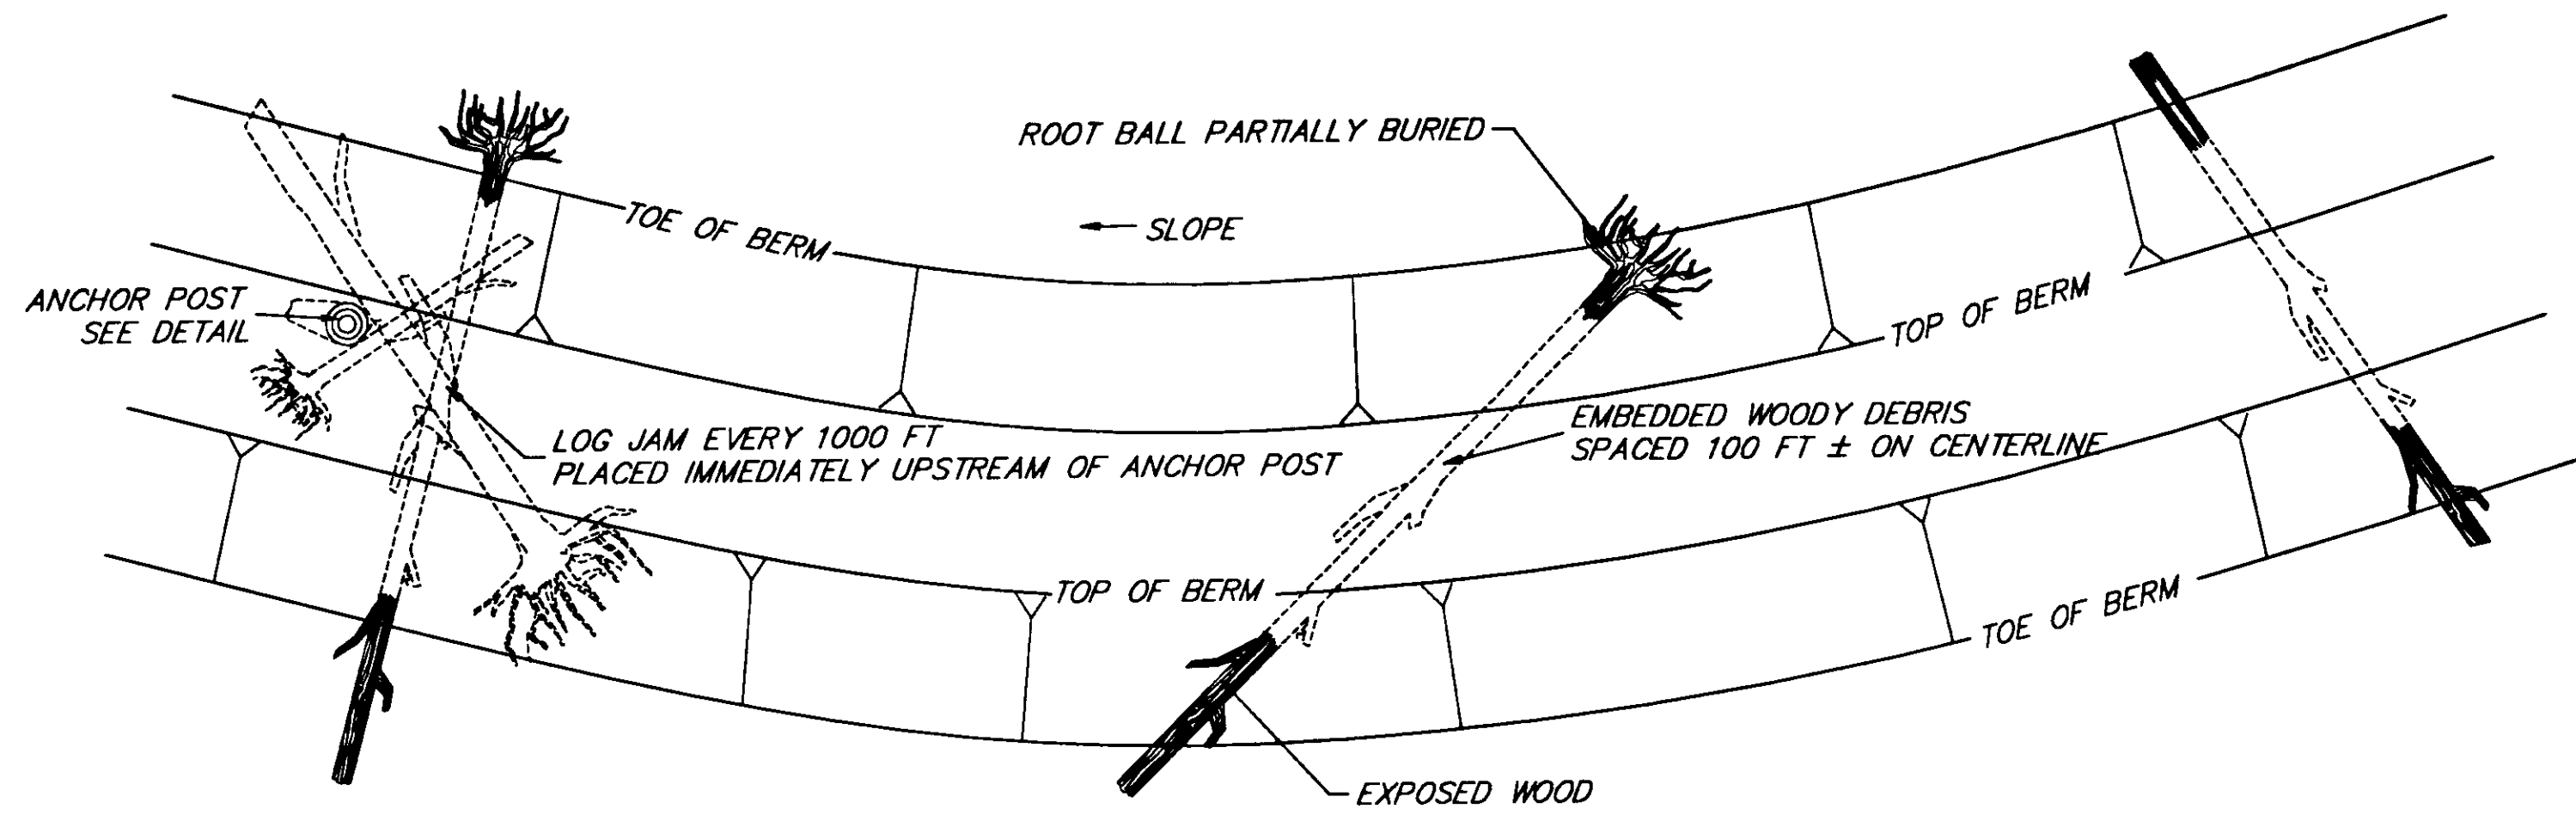 ROOT BALL PARTIALLY BURIED
TOE OF BERM
SLOPE
ANCHOR POST
SEE DETAIL
TOP OF BERM
LOG JAM EVERY 1000 FT
PLACED IMMEDIATELY UPSTREAM OF ANCHOR POST
EMBEDDED WOODY DEBRIS
SPACED 100 FT ± ON CENTERLINE
TOP OF BERM
TOE OF BERM
EXPOSED WOOD